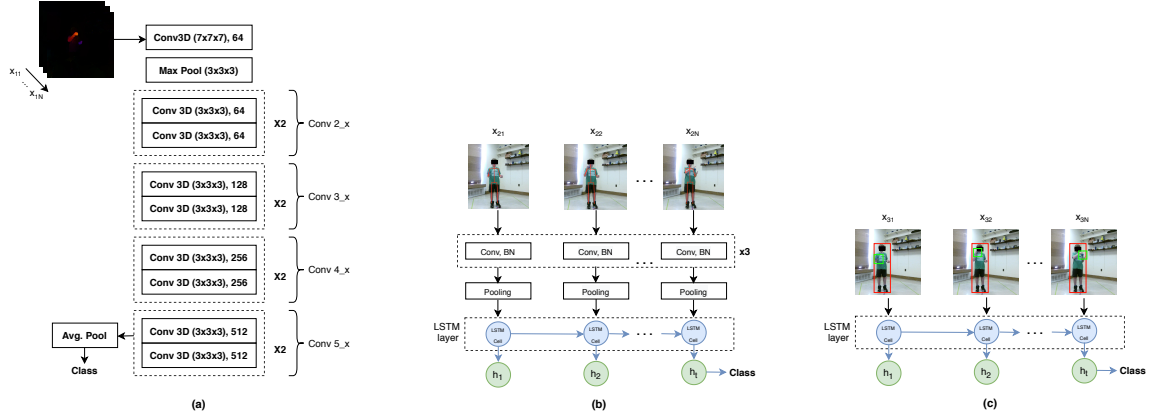 x11
...
x1N
Conv3D (7x7x7), 64
Max Pool (3x3x3)
Conv 3D (3x3x3), 64
Conv 3D (3x3x3), 64
X2
Conv 2_x
Conv 3D (3x3x3), 128
Conv 3D (3x3x3), 128
X2
Conv 3_x
Conv 3D (3x3x3), 256
Conv 3D (3x3x3), 256
X2
Conv 4_x
Conv 3D (3x3x3), 512
Conv 3D (3x3x3), 512
X2
Conv 5_x
Avg. Pool
Class
(a)
x21 x22 x2N
...
Conv, BN Conv, BN ... Conv, BN
x3
Pooling Pooling Pooling
LSTM
layer
LSTM Cell LSTM Cell ... LSTM Cell
h1 h2 ht Class
(b)
x31 x32 x3N
...
LSTM
layer
LSTM Cell LSTM Cell ... LSTM Cell
h1 h2 ht Class
(c)